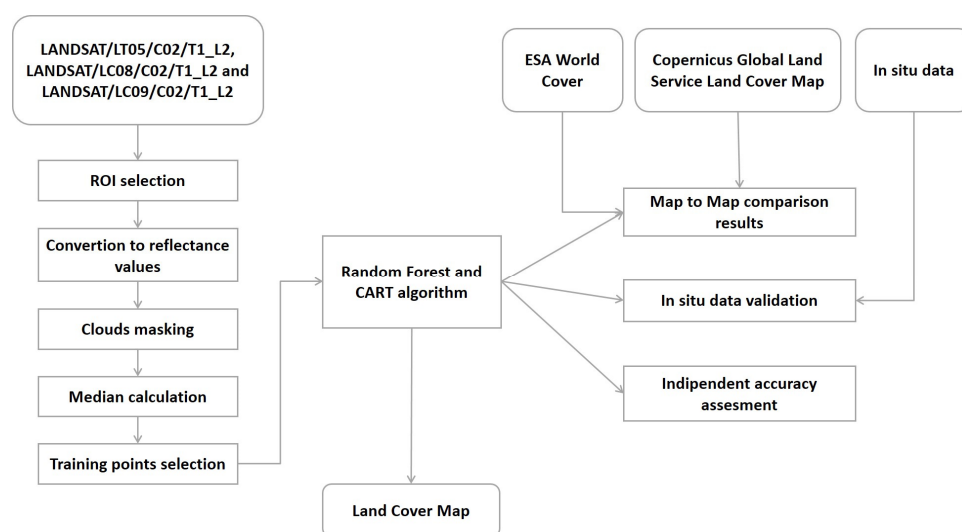 LANDSAT/LT05/C02/T1_L2,
LANDSAT/LC08/C02/T1_L2 and
LANDSAT/LC09/C02/T1_L2
ROI selection
Convertion to reflectance
values
Clouds masking
Median calculation
Training points selection
Random Forest and
CART algorithm
Land Cover Map
ESA World
Cover
Copernicus Global Land
Service Land Cover Map
In situ data
Map to Map comparison
results
In situ data validation
Indipendent accuracy
assesment